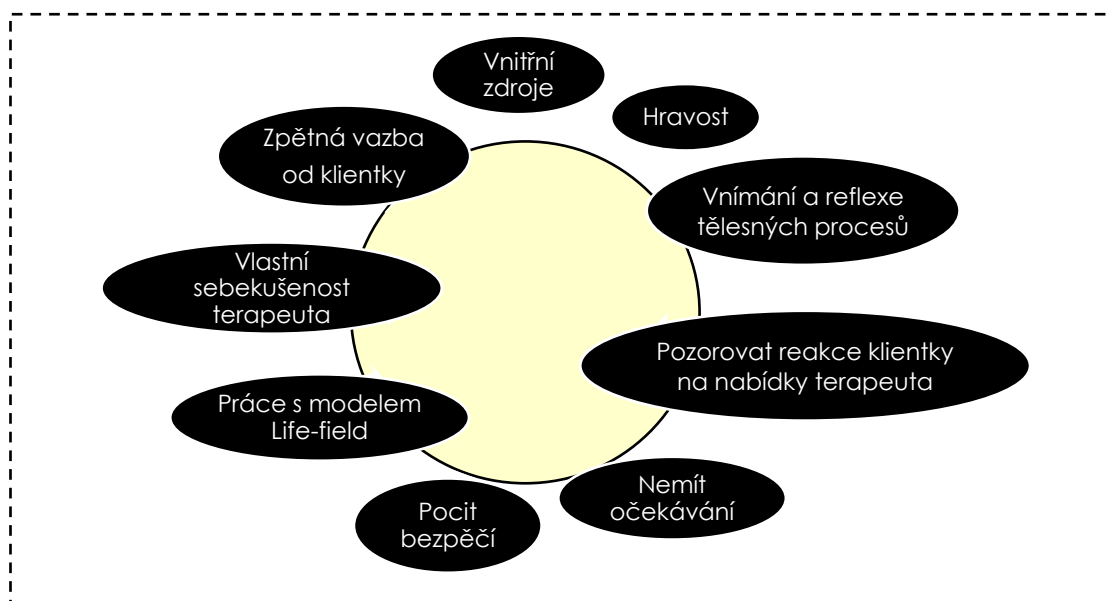 Vnitřní
zdroje
Hravost
Zpětná vazba
od klientky
Vnímání a reflexe
tělesných procesů
Vlastní
sebekušenost
terapeuta
Pozorovat reakce klientky
na nabídky terapeuta
Práce s modelem
Life-field
Nemít
očekávání
Pocit
bezpěčí